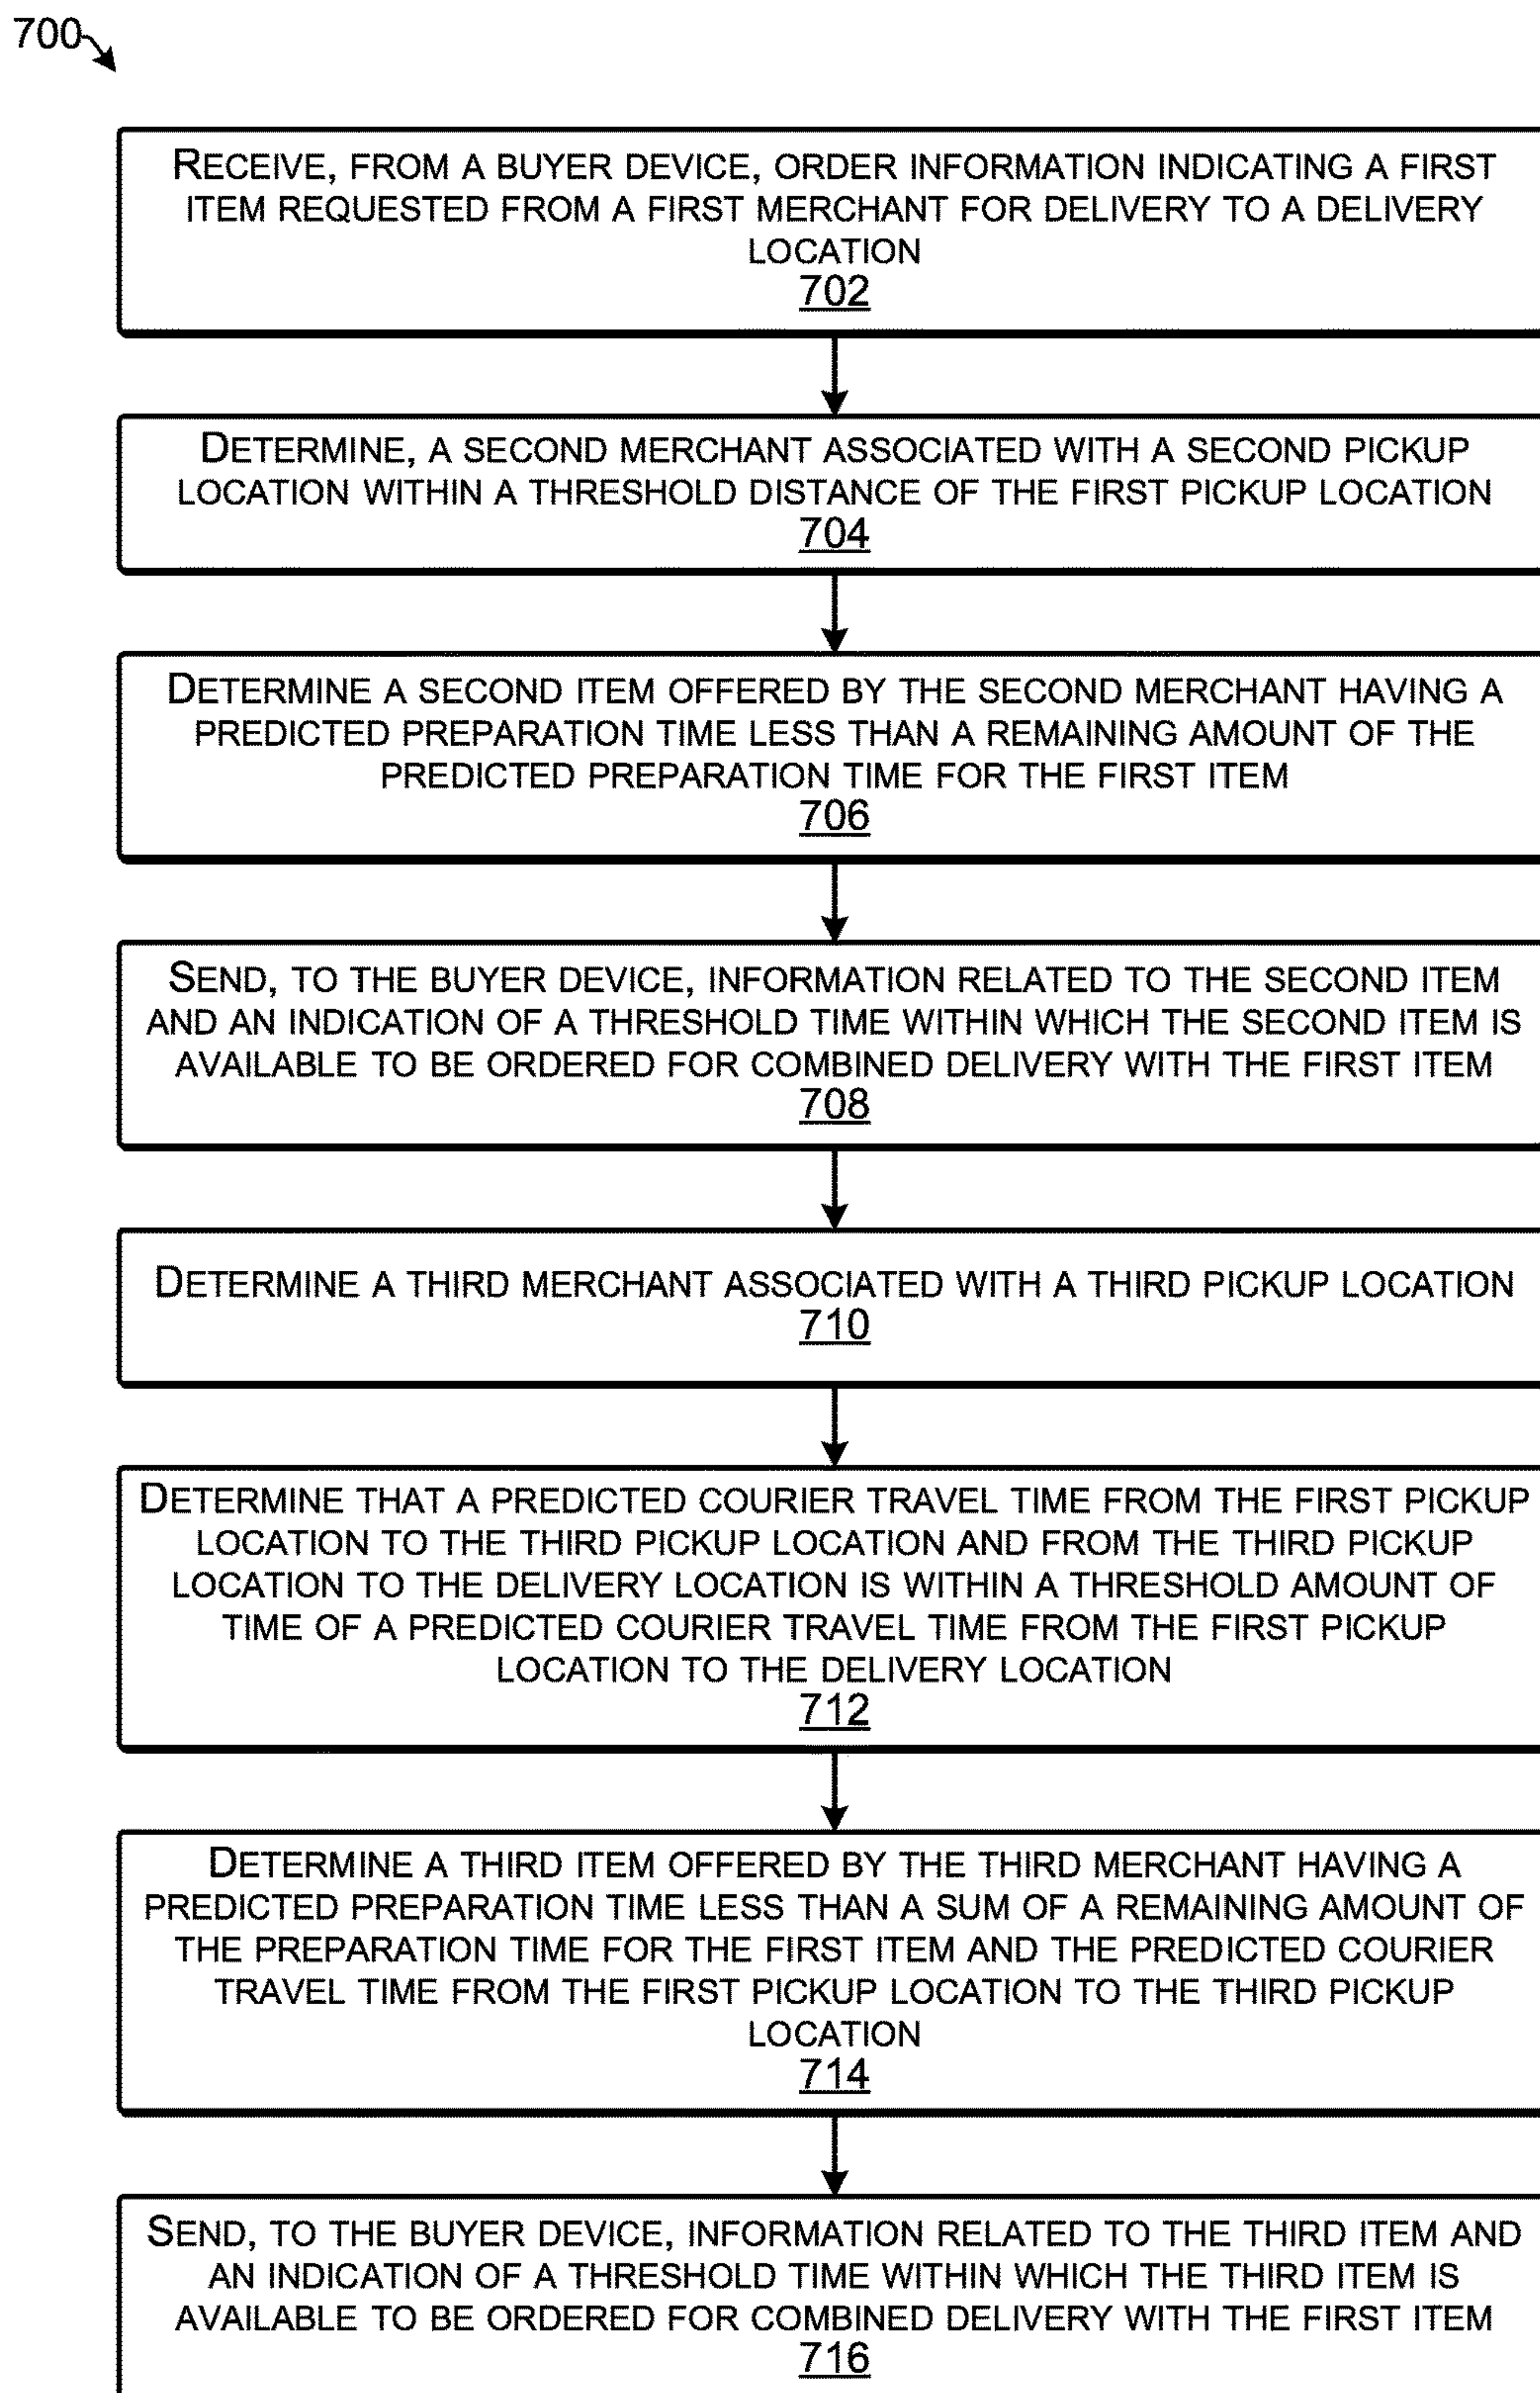 700
RECEIVE, FROM A BUYER DEVICE, ORDER INFORMATION INDICATING A FIRST
ITEM REQUESTED FROM A FIRST MERCHANT FOR DELIVERY TO A DELIVERY
LOCATION
702
DETERMINE, A SECOND MERCHANT ASSOCIATED WITH A SECOND PICKUP
LOCATION WITHIN A THRESHOLD DISTANCE OF THE FIRST PICKUP LOCATION
704
DETERMINE A SECOND ITEM OFFERED BY THE SECOND MERCHANT HAVING A
PREDICTED PREPARATION TIME LESS THAN A REMAINING AMOUNT OF THE
PREDICTED PREPARATION TIME FOR THE FIRST ITEM
706
SEND, TO THE BUYER DEVICE, INFORMATION RELATED TO THE SECOND ITEM
AND AN INDICATION OF A THRESHOLD TIME WITHIN WHICH THE SECOND ITEM IS
AVAILABLE TO BE ORDERED FOR COMBINED DELIVERY WITH THE FIRST ITEM
708
DETERMINE A THIRD MERCHANT ASSOCIATED WITH A THIRD PICKUP LOCATION
710
DETERMINE THAT A PREDICTED COURIER TRAVEL TIME FROM THE FIRST PICKUP
LOCATION TO THE THIRD PICKUP LOCATION AND FROM THE THIRD PICKUP
LOCATION TO THE DELIVERY LOCATION IS WITHIN A THRESHOLD AMOUNT OF
TIME OF A PREDICTED COURIER TRAVEL TIME FROM THE FIRST PICKUP
LOCATION TO THE DELIVERY LOCATION
712
DETERMINE A THIRD ITEM OFFERED BY THE THIRD MERCHANT HAVING A
PREDICTED PREPARATION TIME LESS THAN A SUM OF A REMAINING AMOUNT OF
THE PREPARATION TIME FOR THE FIRST ITEM AND THE PREDICTED COURIER
TRAVEL TIME FROM THE FIRST PICKUP LOCATION TO THE THIRD PICKUP
LOCATION
714
SEND, TO THE BUYER DEVICE, INFORMATION RELATED TO THE THIRD ITEM AND
AN INDICATION OF A THRESHOLD TIME WITHIN WHICH THE THIRD ITEM IS
AVAILABLE TO BE ORDERED FOR COMBINED DELIVERY WITH THE FIRST ITEM
716